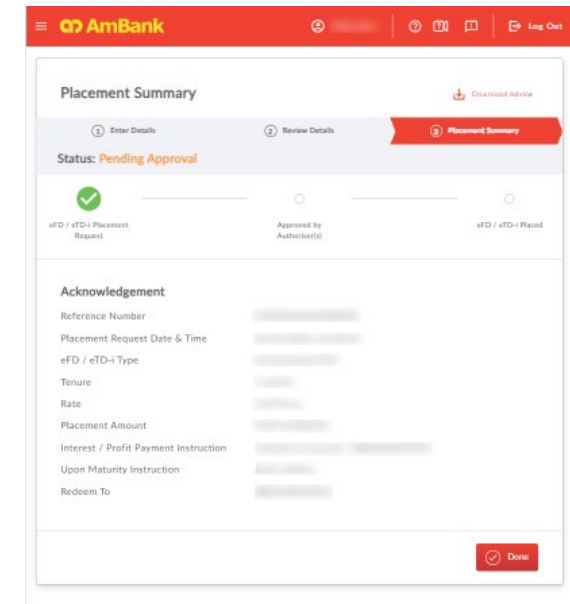 AmBank
Log Out
Placement Summary
Download Advice
1 Enter Details
2 Review Details
3 Placement Summary
Status: Pending Approval
eFD / eTD-i Placement
Request
Approved by
Authoriser(s)
eFD / eTD-i Placed
Acknowledgement
Reference Number
Placement Request Date & Time
eFD / eTD-i Type
Tenure
Rate
Placement Amount
Interest / Profit Payment Instruction
Upon Maturity Instruction
Redeem To
Done